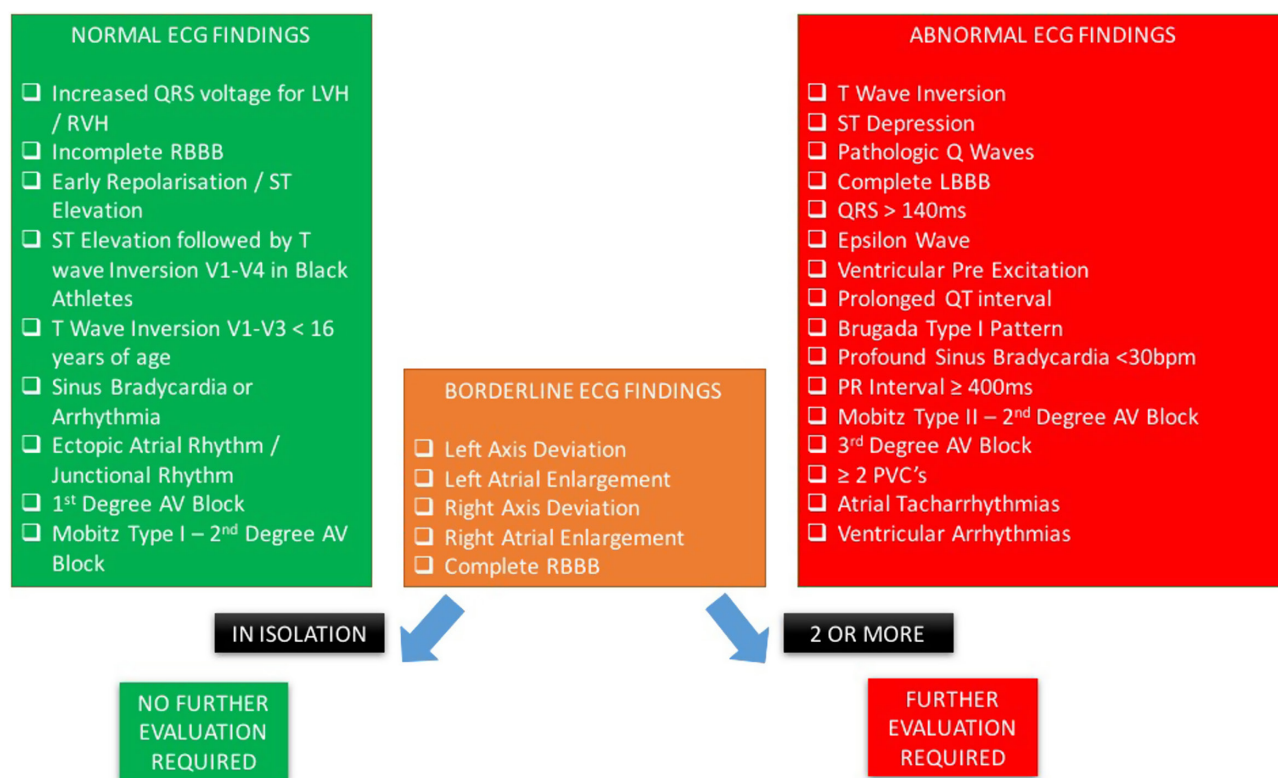 NORMAL ECG FINDINGS
❑ Increased QRS voltage for LVH
/ RVH
❑ Incomplete RBBB
❑ Early Repolarisation / ST
Elevation
❑ ST Elevation followed by T
wave Inversion V1-V4 in Black
Athletes
❑ T Wave Inversion V1-V3 < 16
years of age
❑ Sinus Bradycardia or
Arrhythmia
❑ Ectopic Atrial Rhythm /
Junctional Rhythm
❑ 1st Degree AV Block
❑ Mobitz Type I – 2nd Degree AV
Block
BORDERLINE ECG FINDINGS
❑ Left Axis Deviation
❑ Left Atrial Enlargement
❑ Right Axis Deviation
❑ Right Atrial Enlargement
❑ Complete RBBB
ABNORMAL ECG FINDINGS
❑ T Wave Inversion
❑ ST Depression
❑ Pathologic Q Waves
❑ Complete LBBB
❑ QRS > 140ms
❑ Epsilon Wave
❑ Ventricular Pre Excitation
❑ Prolonged QT interval
❑ Brugada Type I Pattern
❑ Profound Sinus Bradycardia <30bpm
❑ PR Interval ≥ 400ms
❑ Mobitz Type II – 2nd Degree AV Block
❑ 3rd Degree AV Block
❑ ≥ 2 PVC's
❑ Atrial Tacharrhythmias
❑ Ventricular Arrhythmias
IN ISOLATION
2 OR MORE
NO FURTHER
EVALUATION
REQUIRED
FURTHER
EVALUATION
REQUIRED